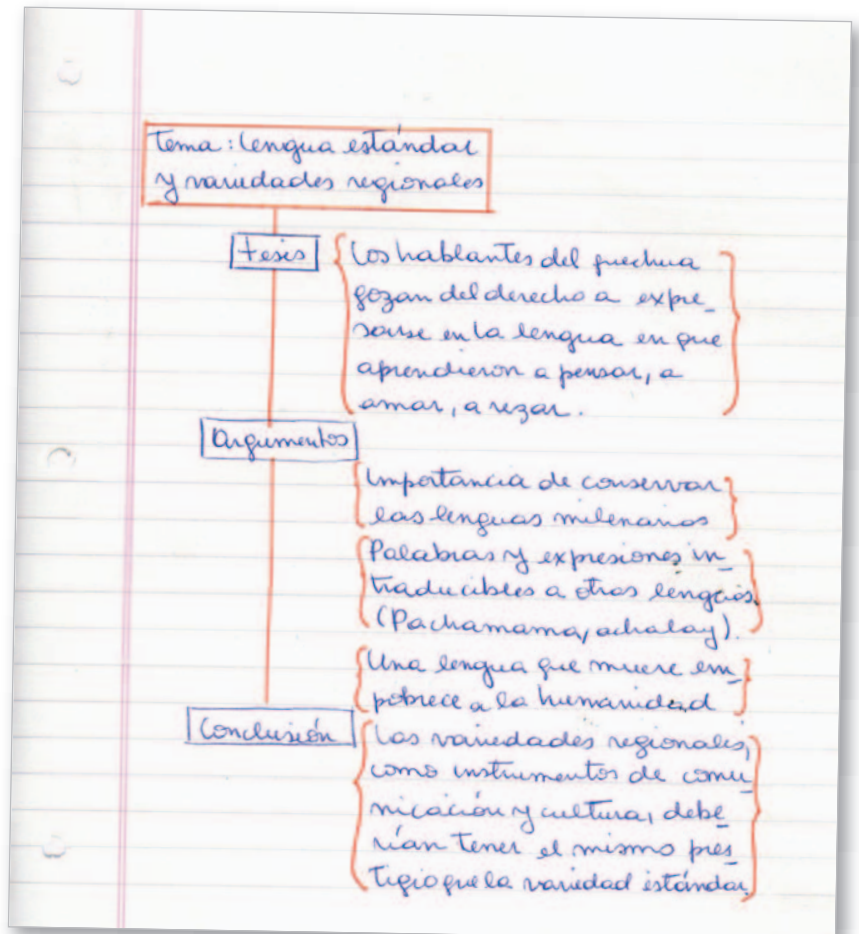 Tema: lengua estándar
y variedades regionales
tesis
Los hablantes del quechua
gozan del derecho a expre_
sarse en la lengua en que
aprendieron a pensar, a
amar, a rezar.
Argumentos
Importancia de conservar
las lenguas milenarias
Palabras y expresiones in_
traducibles a otras lenguas.
(Pachamama, achalay).
Una lengua que muere em_
pobrece a la humanidad
Conclusión
Las variedades regionales,
como instrumentos de comu_
nicación y cultura, debe_
rían tener el mismo pres_
tigio que la variedad estándar.